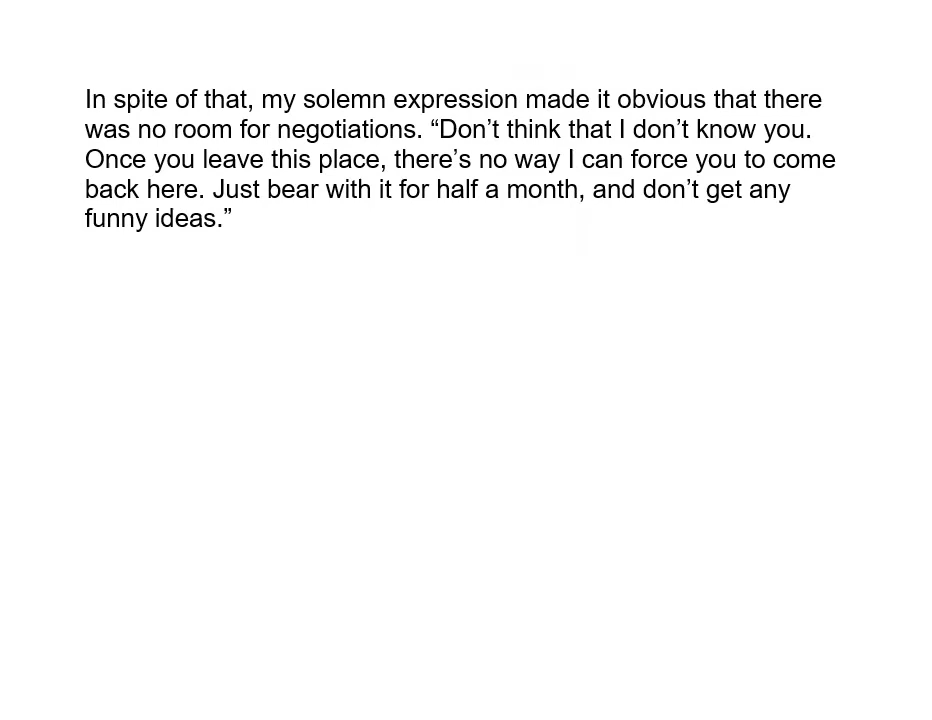 In spite of that, my solemn expression made it obvious that there
was no room for negotiations. “Don’t think that I don’t know you.
Once you leave this place, there’s no way I can force you to come
back here. Just bear with it for half a month, and don’t get any
funny ideas.”